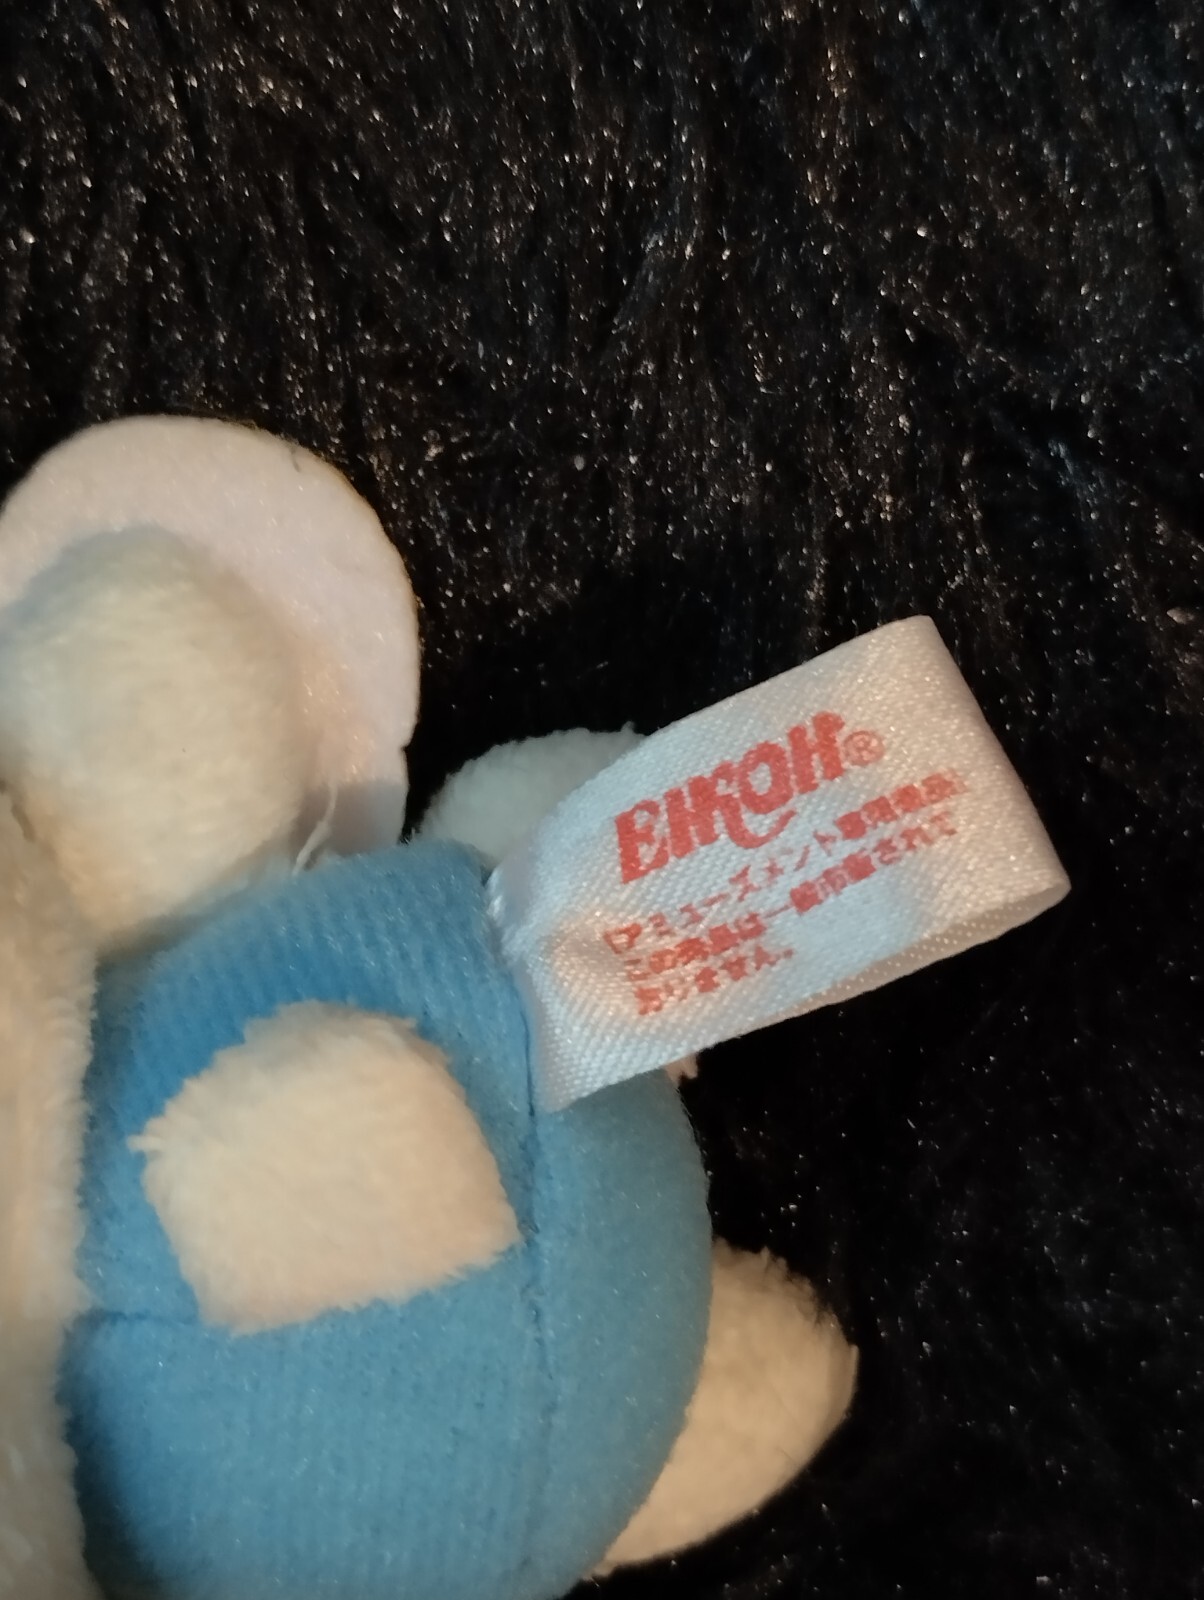 EIKOH®
(アミューズメント専用景品)
この商品は一般市販されて
おりません。